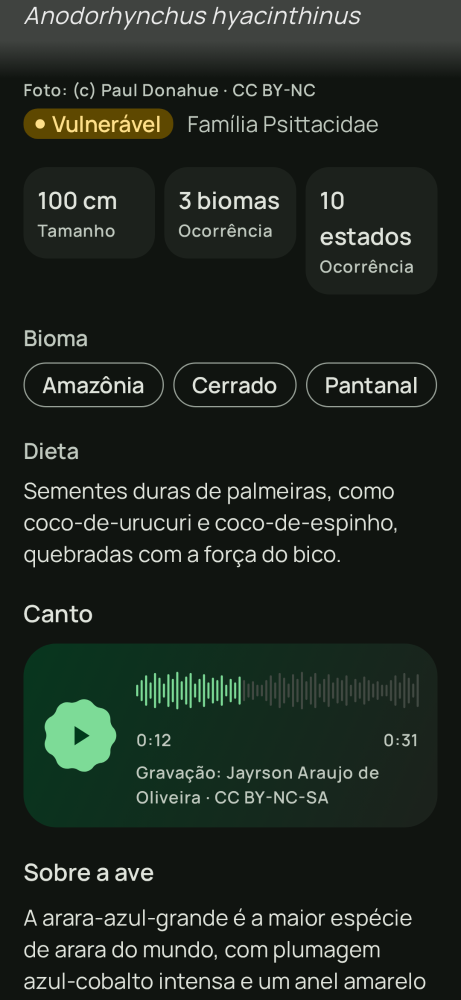 Anodorhynchus hyacinthinus
Foto: (c) Paul Donahue · CC BY-NC
Vulnerável Família Psittacidae
100 cm
Tamanho
3 biomas
Ocorrência
10
estados
Ocorrência
Bioma
Amazônia
Cerrado
Pantanal
Dieta
Sementes duras de palmeiras, como
coco-de-urucuri e coco-de-espinho,
quebradas com a força do bico.
Canto
0:12
0:31
Gravação: Jayrson Araujo de
Oliveira · CC BY-NC-SA
Sobre a ave
A arara-azul-grande é a maior espécie
de arara do mundo, com plumagem
azul-cobalto intensa e um anel amarelo